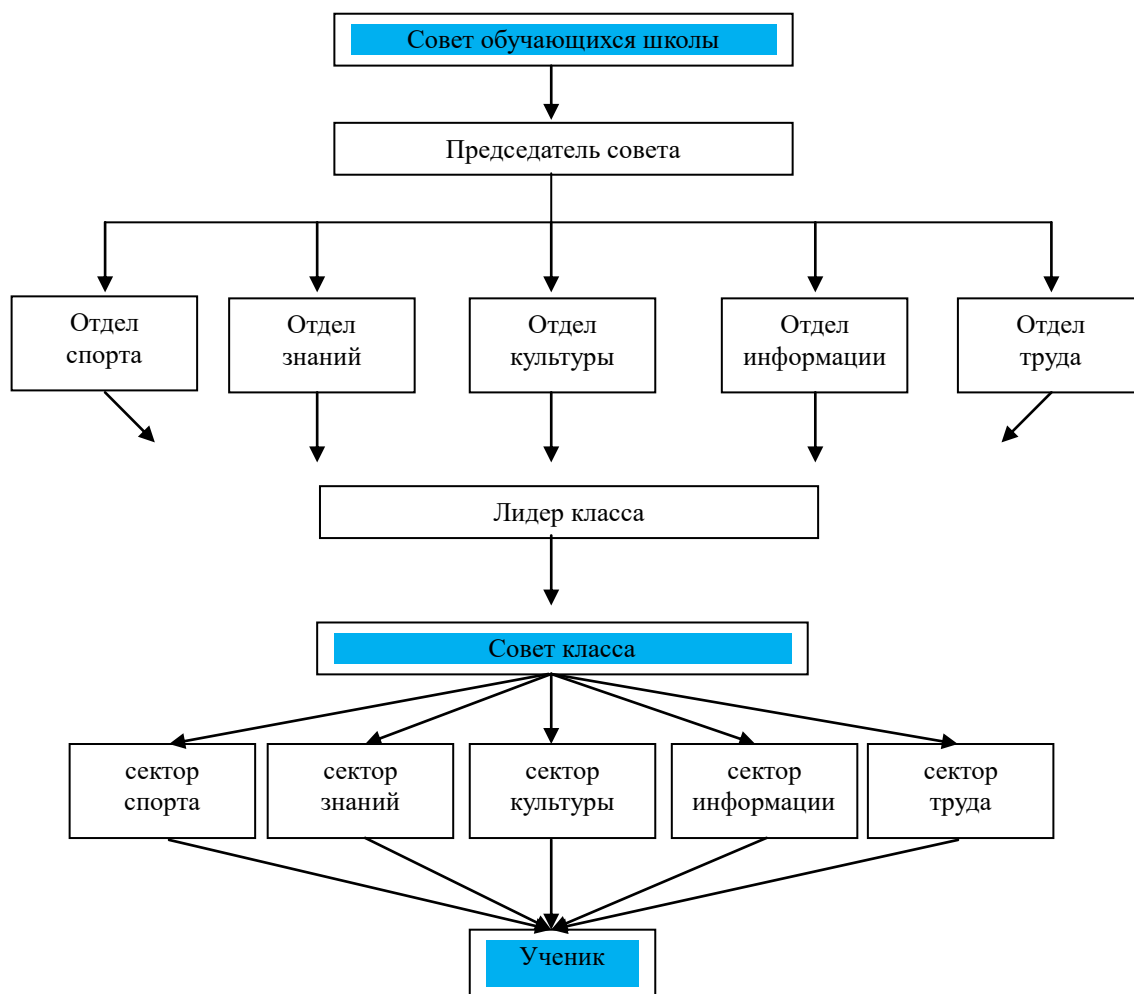 Совет обучающихся школы
Председатель совета
Отдел
спорта
Отдел
знаний
Отдел
культуры
Отдел
информации
Отдел
труда
Лидер класса
Совет класса
сектор
спорта
сектор
знаний
сектор
культуры
сектор
информации
сектор
труда
Ученик